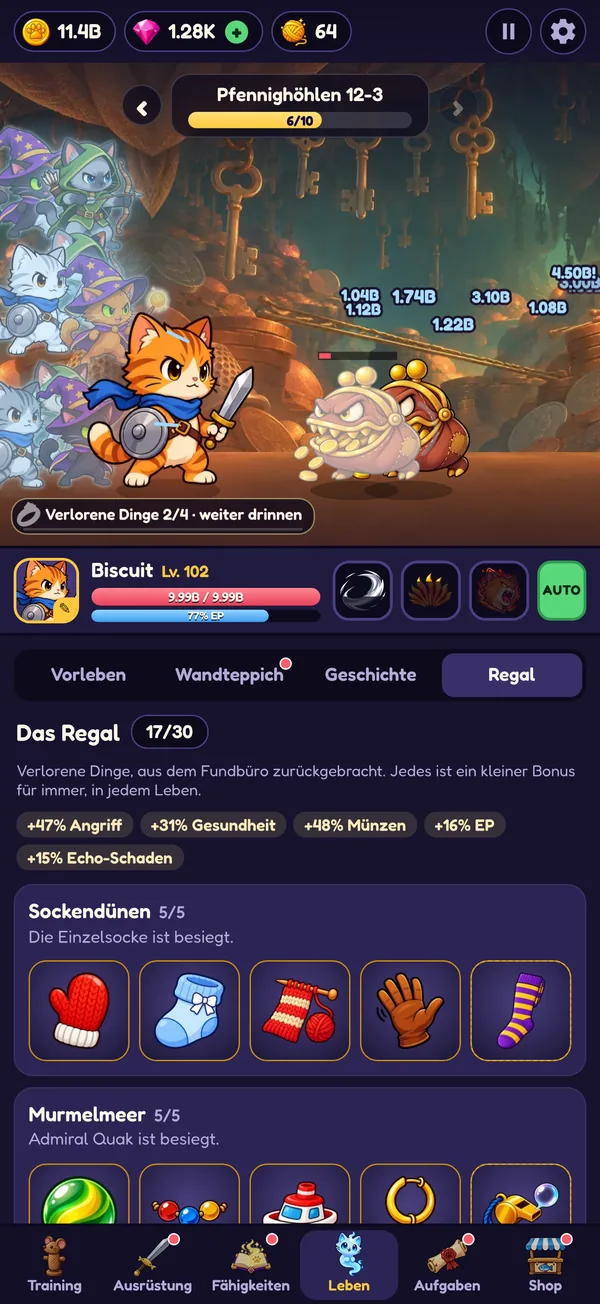 11.4B
1.28K
64
Pfennighöhlen 12-3
6/10
4.50B!
1.04B
1.74B
3.10B
1.12B
1.08B
1.22B
Verlorene Dinge 2/4 · weiter drinnen
Biscuit Lv. 102
9.99B / 9.99B
77% EP
AUTO
Vorleben
Wandteppich
Geschichte
Regal
Das Regal 17/30
Verlorene Dinge, aus dem Fundbüro zurückgebracht. Jedes ist ein kleiner Bonus
für immer, in jedem Leben.
+47% Angriff
+31% Gesundheit
+48% Münzen
+16% EP
+15% Echo-Schaden
Sockendünen 5/5
Die Einzelsocke ist besiegt.
Murmelmeer 5/5
Admiral Quak ist besiegt.
Training
Ausrüstung
Fähigkeiten
Leben
Aufgaben
Shop